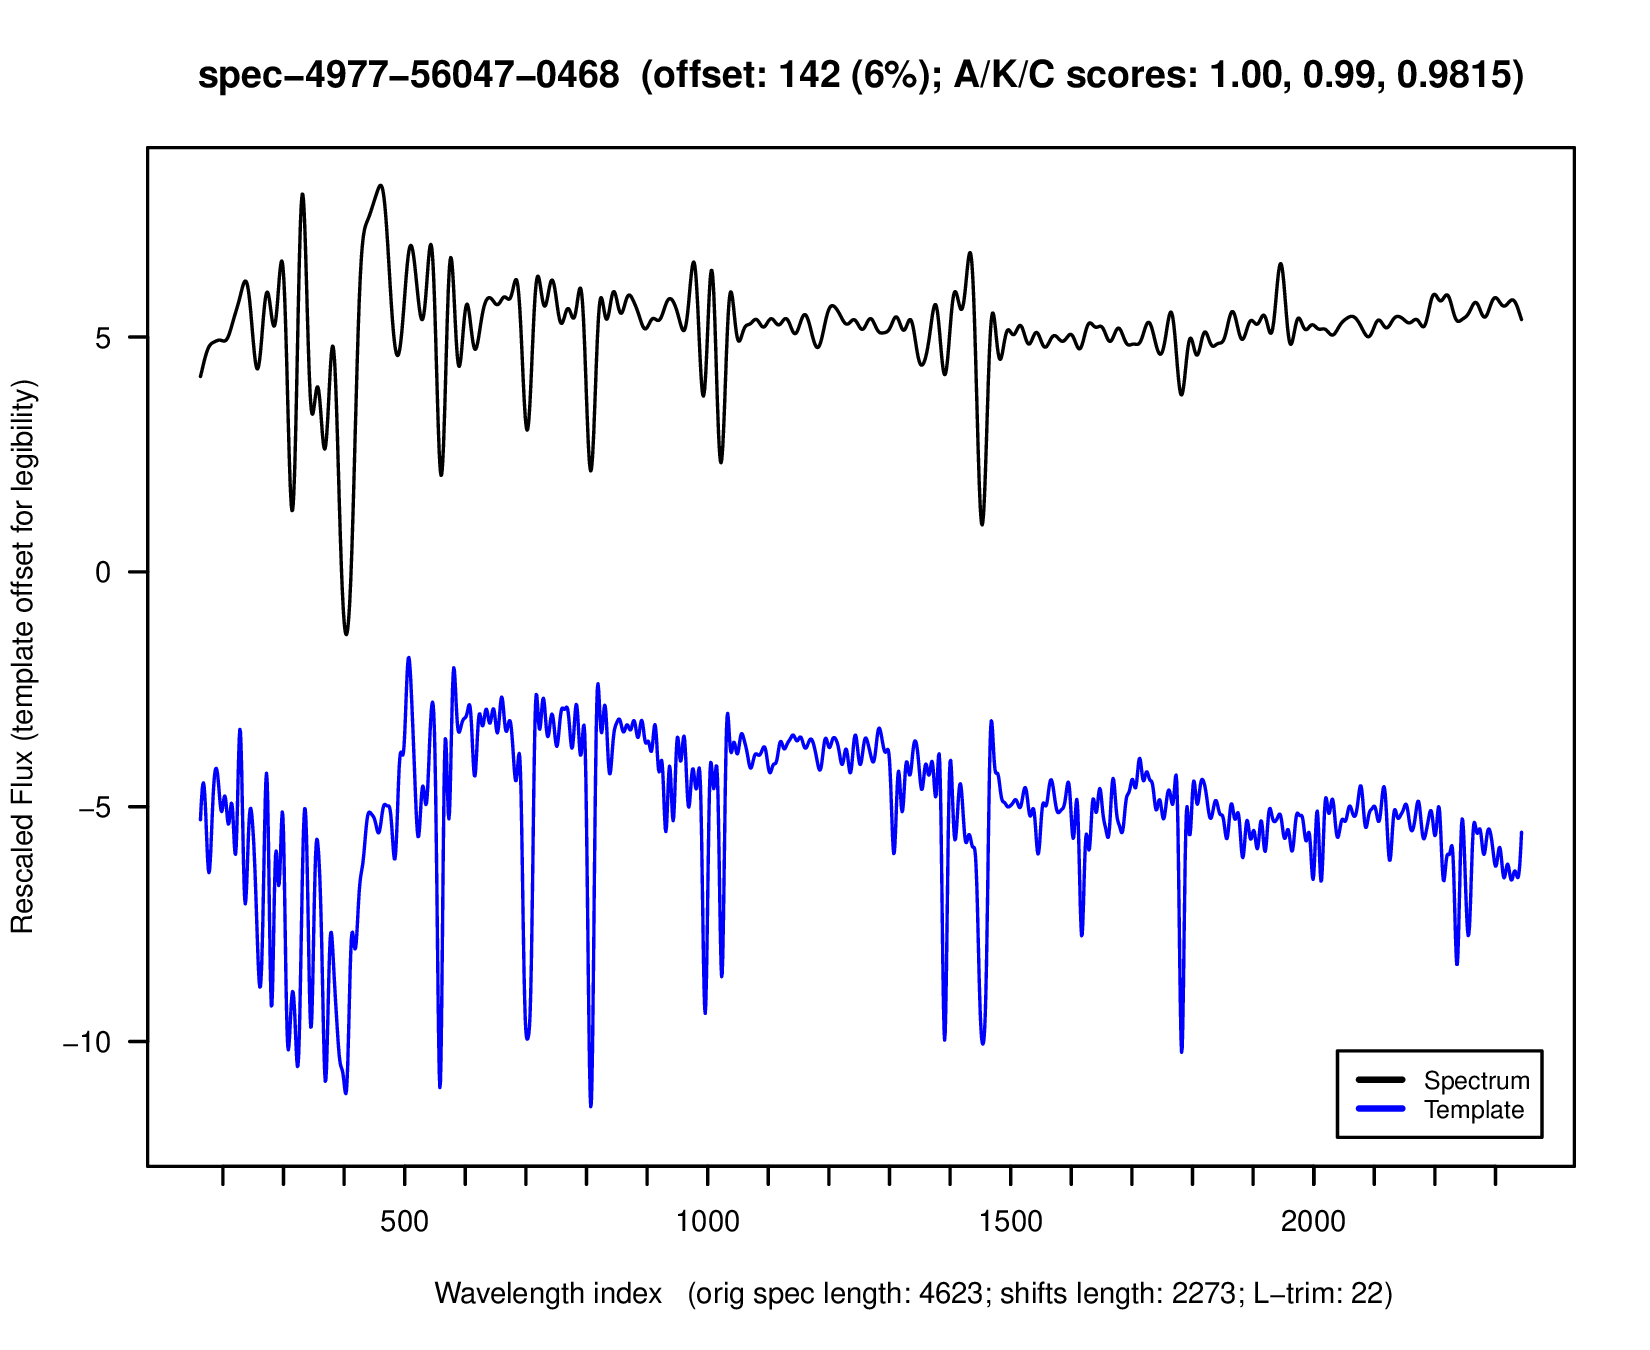 spec−4977−56047−0468 (offset: 142 (6%); A/K/C scores: 1.00, 0.99, 0.9815)
Rescaled Flux (template offset for legibility)
5
0
−5
−10
Spectrum
Template
500 1000 1500 2000
Wavelength index (orig spec length: 4623; shifts length: 2273; L−trim: 22)